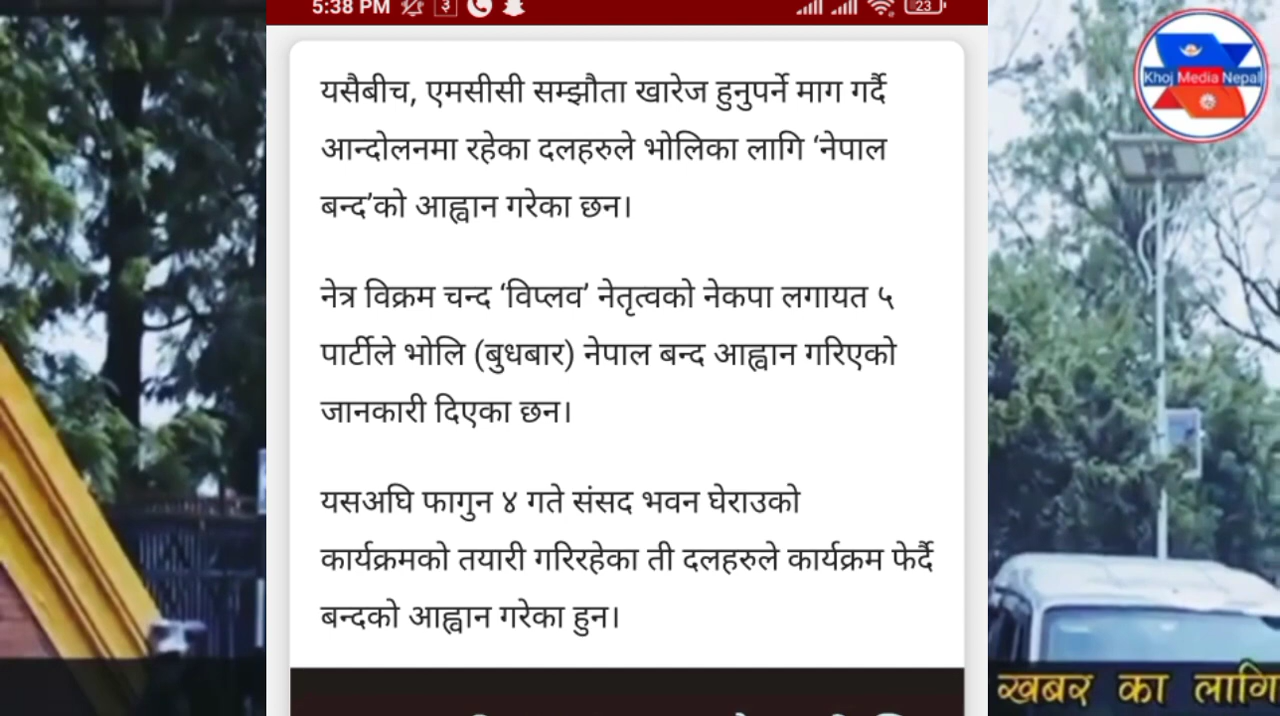 5:38 PM
23
Khoj Media Nepal
यसैबीच, एमसीसी सम्झौता खारेज हुनुपर्ने माग गर्दै
आन्दोलनमा रहेका दलहरुले भोलिका लागि ‘नेपाल
बन्द’को आह्वान गरेका छन।
नेत्र विक्रम चन्द ‘विप्लव’ नेतृत्वको नेकपा लगायत ५
पार्टीले भोलि (बुधबार) नेपाल बन्द आह्वान गरिएको
जानकारी दिएका छन।
यसअघि फागुन ४ गते संसद भवन घेराउको
कार्यक्रमको तयारी गरिरहेका ती दलहरुले कार्यक्रम फेर्दै
बन्दको आह्वान गरेका हुन।
खबर का लागि